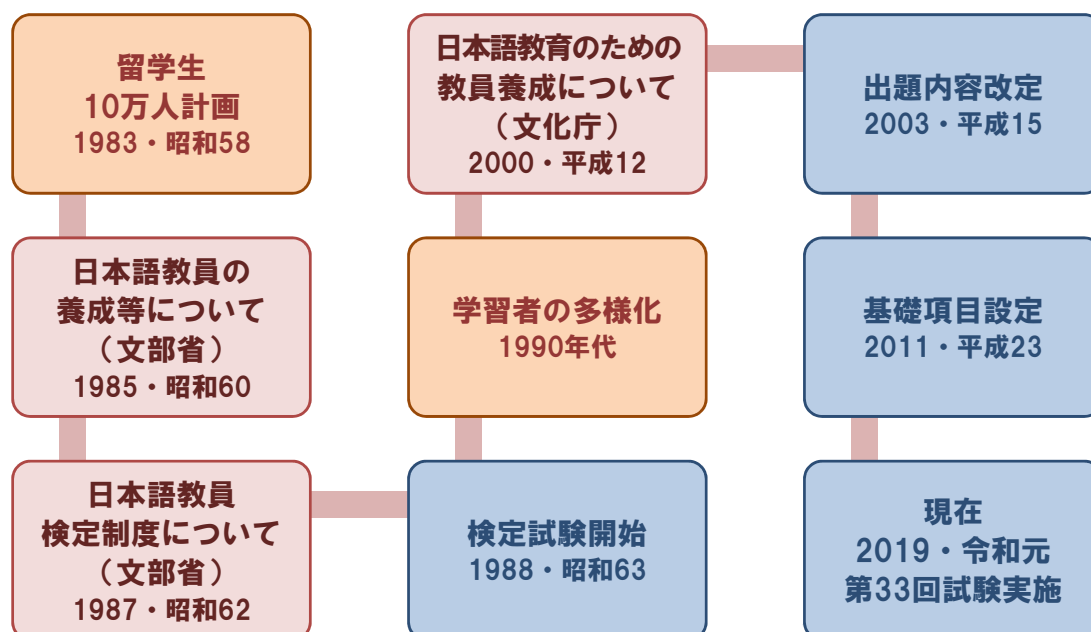 留学生
10万人計画
1983・昭和58
日本語教員の
養成等について
（文部省）
1985・昭和60
日本語教員
検定制度について
（文部省）
1987・昭和62
検定試験開始
1988・昭和63
学習者の多様化
1990年代
日本語教育のための
教員養成について
（文化庁）
2000・平成12
出題内容改定
2003・平成15
基礎項目設定
2011・平成23
現在
2019・令和元
第33回試験実施